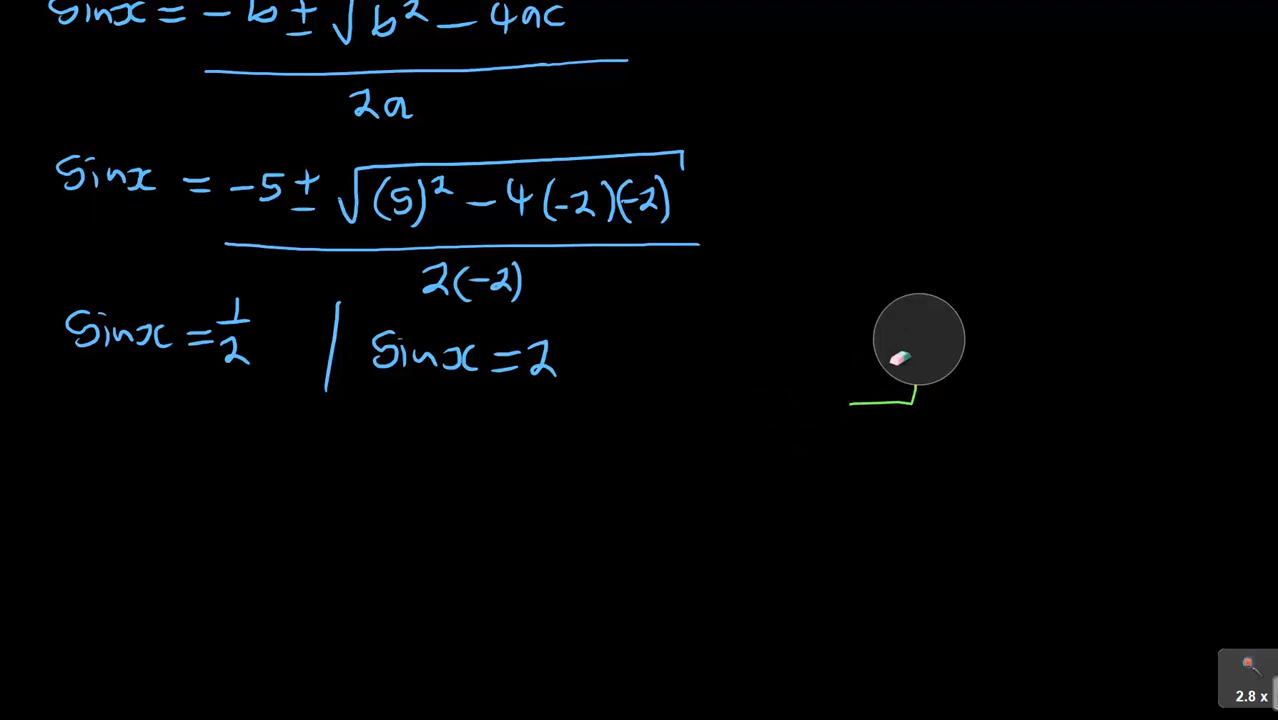 sinx = -b ± √b² - 4ac
2a
sinx = -5 ± √(5)² - 4(-2)(-2)
2(-2)
sinx = 1/2 | sinx = 2
2.8 x